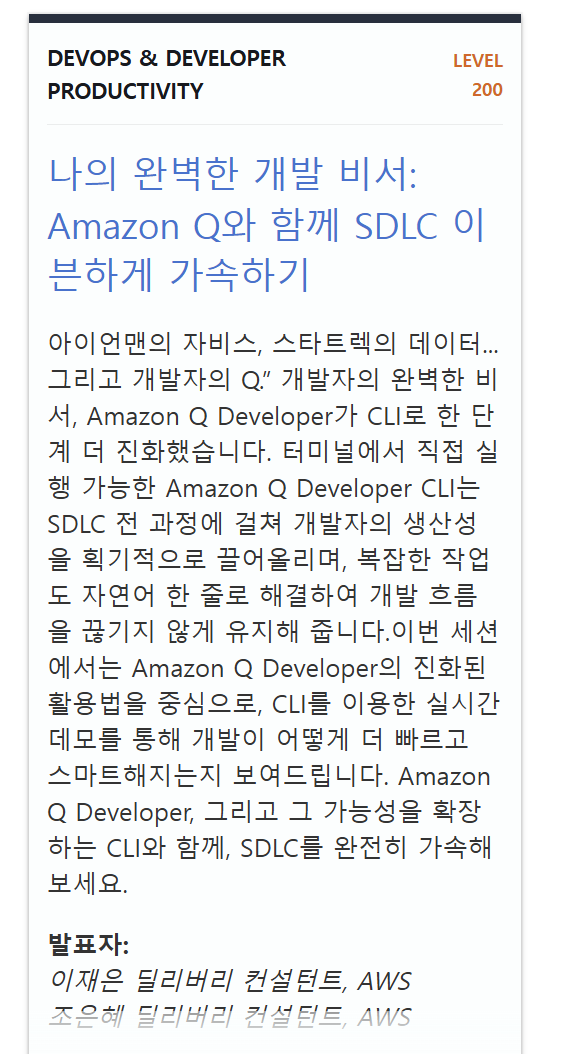 DEVOPS & DEVELOPER
PRODUCTIVITY
LEVEL
200
나의 완벽한 개발 비서:
Amazon Q와 함께 SDLC 이
븐하게 가속하기
아이언맨의 자비스, 스타트렉의 데이터...
그리고 개발자의 Q.” 개발자의 완벽한 비
서, Amazon Q Developer가 CLI로 한 단
계 더 진화했습니다. 터미널에서 직접 실
행 가능한 Amazon Q Developer CLI는
SDLC 전 과정에 걸쳐 개발자의 생산성
을 획기적으로 끌어올리며, 복잡한 작업
도 자연어 한 줄로 해결하여 개발 흐름
을 끊기지 않게 유지해 줍니다.이번 세션
에서는 Amazon Q Developer의 진화된
활용법을 중심으로, CLI를 이용한 실시간
데모를 통해 개발이 어떻게 더 빠르고
스마트해지는지 보여드립니다. Amazon
Q Developer, 그리고 그 가능성을 확장
하는 CLI와 함께, SDLC를 완전히 가속해
보세요.
발표자:
이재은 딜리버리 컨설턴트, AWS
조은혜 딜리버리 컨설턴트, AWS